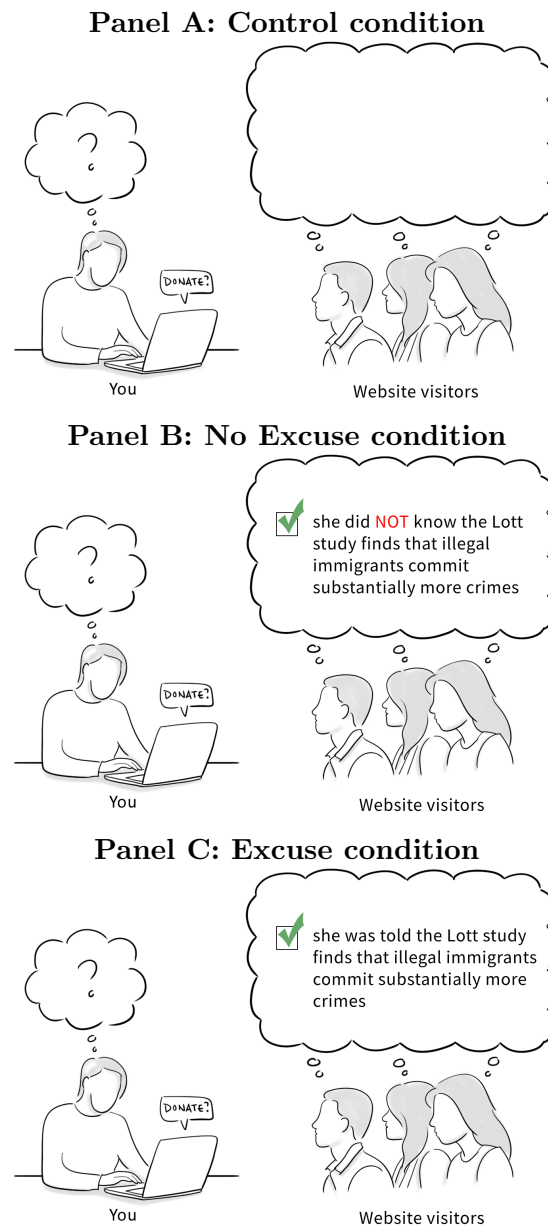 Panel A: Control condition
?
DONATE?
You
Website visitors
Panel B: No Excuse condition
she did NOT know the Lott
study finds that illegal
immigrants commit
substantially more crimes
?
DONATE?
You
Website visitors
Panel C: Excuse condition
she was told the Lott study
finds that illegal immigrants
commit substantially more
crimes
?
DONATE?
You
Website visitors